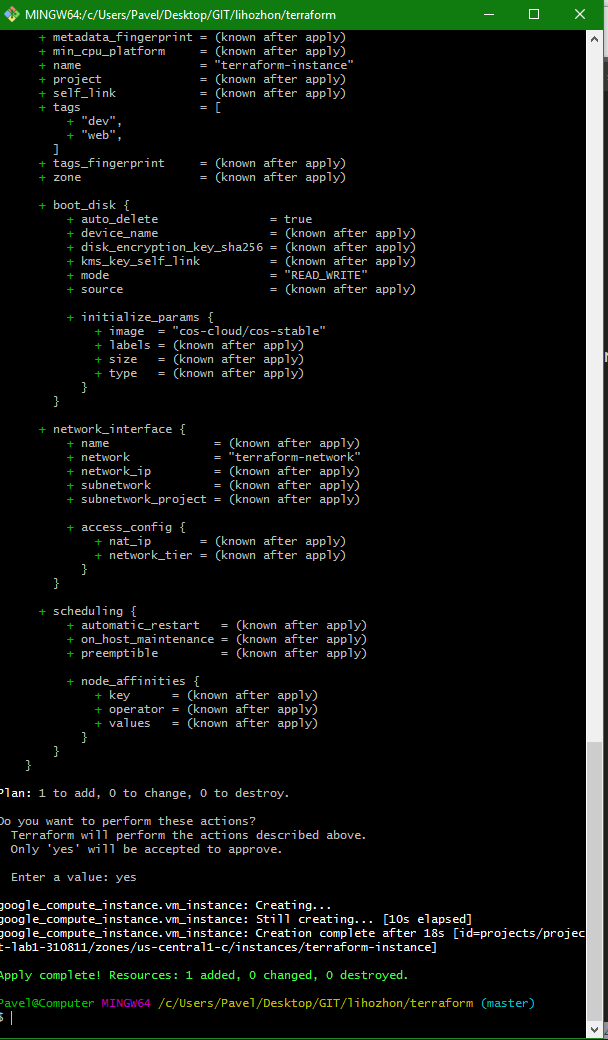 MINGW64:/c/Users/Pavel/Desktop/GIT/lihozhon/terraform
+ metadata_fingerprint = (known after apply)
+ min_cpu_platform     = (known after apply)
+ name                 = "terraform-instance"
+ project              = (known after apply)
+ self_link            = (known after apply)
+ tags                 = [
+ "dev",
+ "web",
]
+ tags_fingerprint     = (known after apply)
+ zone                 = (known after apply)
+ boot_disk {
+ auto_delete                = true
+ device_name                = (known after apply)
+ disk_encryption_key_sha256 = (known after apply)
+ kms_key_self_link          = (known after apply)
+ mode                       = "READ_WRITE"
+ source                     = (known after apply)
+ initialize_params {
+ image  = "cos-cloud/cos-stable"
+ labels = (known after apply)
+ size   = (known after apply)
+ type   = (known after apply)
}
}
+ network_interface {
+ name               = (known after apply)
+ network            = "terraform-network"
+ network_ip         = (known after apply)
+ subnetwork         = (known after apply)
+ subnetwork_project = (known after apply)
+ access_config {
+ nat_ip       = (known after apply)
+ network_tier = (known after apply)
}
}
+ scheduling {
+ automatic_restart   = (known after apply)
+ on_host_maintenance = (known after apply)
+ preemptible         = (known after apply)
+ node_affinities {
+ key      = (known after apply)
+ operator = (known after apply)
+ values   = (known after apply)
}
}
}
Plan: 1 to add, 0 to change, 0 to destroy.
Do you want to perform these actions?
Terraform will perform the actions described above.
Only 'yes' will be accepted to approve.
Enter a value: yes
google_compute_instance.vm_instance: Creating...
google_compute_instance.vm_instance: Still creating... [10s elapsed]
google_compute_instance.vm_instance: Creation complete after 18s [id=projects/projec
t-lab1-310811/zones/us-central1-c/instances/terraform-instance]
Apply complete! Resources: 1 added, 0 changed, 0 destroyed.
Pavel@Computer MINGW64 /c/Users/Pavel/Desktop/GIT/lihozhon/terraform (master)
$